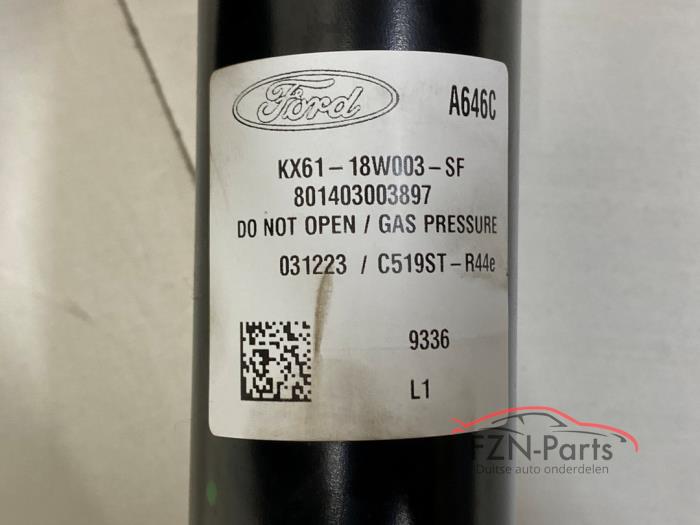 Ford A646C
KX61-18W003-SF
801403003897
DO NOT OPEN / GAS PRESSURE
031223 / C519ST-R44e
9336
L1
FZN-Parts
Duitse auto onderdelen